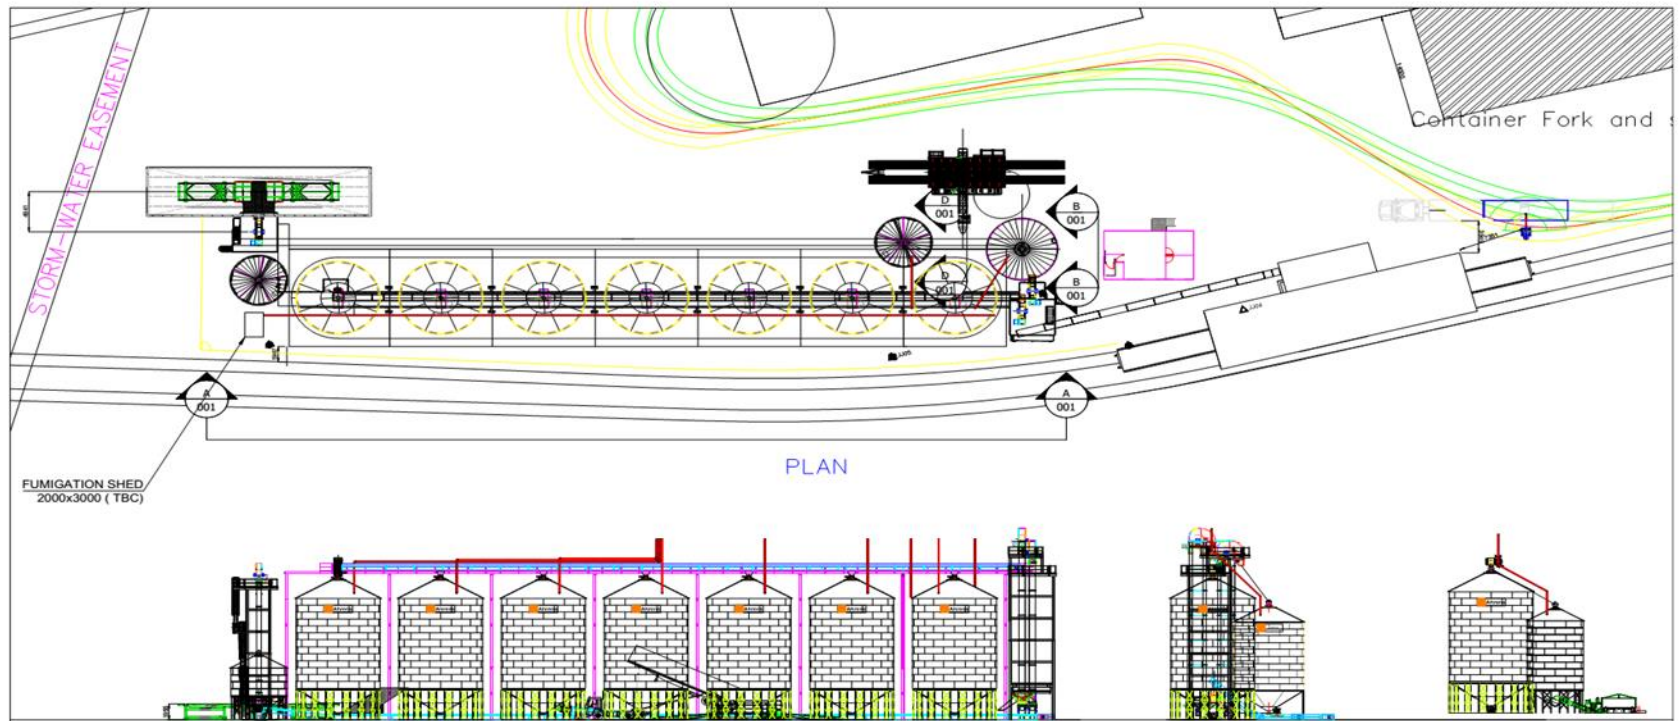 STORM-WATER EASEMENT
Container Fork and
D
001
B
001
D
001
B
001
A
001
A
001
PLAN
FUMIGATION SHED
2000x3000 ( TBC)